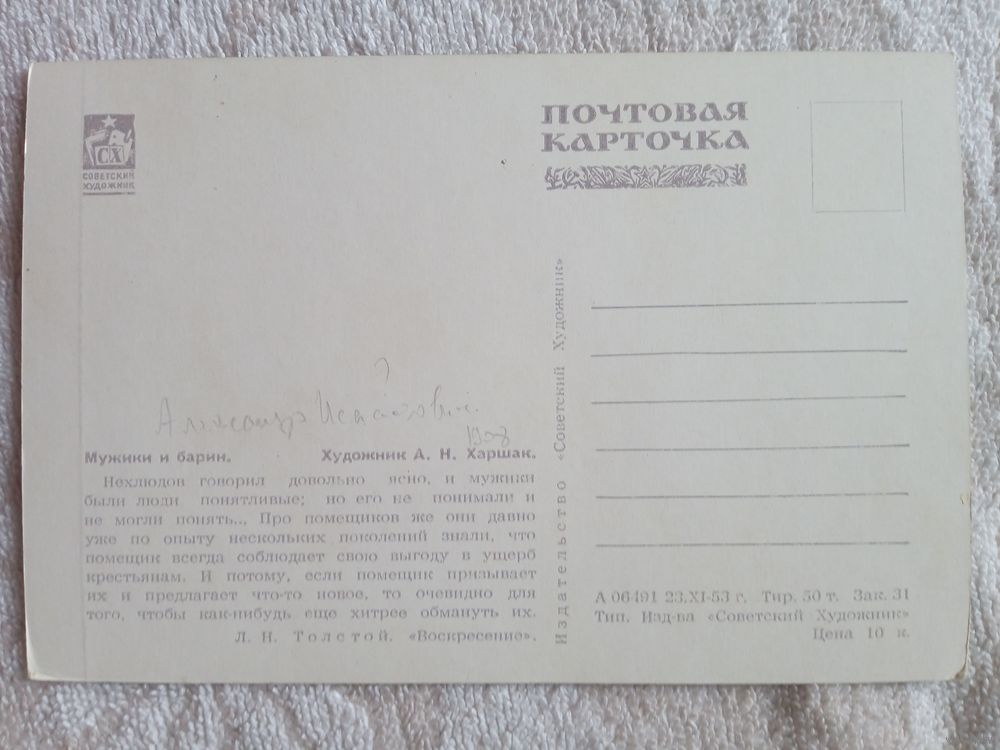 СХ
СОВЕТСКИЙ
ХУДОЖНИК
ПОЧТОВАЯ
КАРТОЧКА
Александр
Мужики и барин. Художник А. Н. Харшак.
Нехлюдов говорил довольно ясно, и мужики
были люди понятливые; но его не понимали и
не могли понять... Про помещиков же они давно
уже по опыту нескольких поколений знали, что
помещик всегда соблюдает свою выгоду в ущерб
крестьянам. И потому, если помещик призывает
их и предлагает что-то новое, то очевидно для
того, чтобы как-нибудь еще хитрее обмануть их.
Л. Н. Толстой. «Воскресение».
Издательство «Советский Художник»
А 06491 23.XI-53 г. Тир. 50 т. Зак. 31
Тип. Изд-ва «Советский Художник»
Цена 10 к.